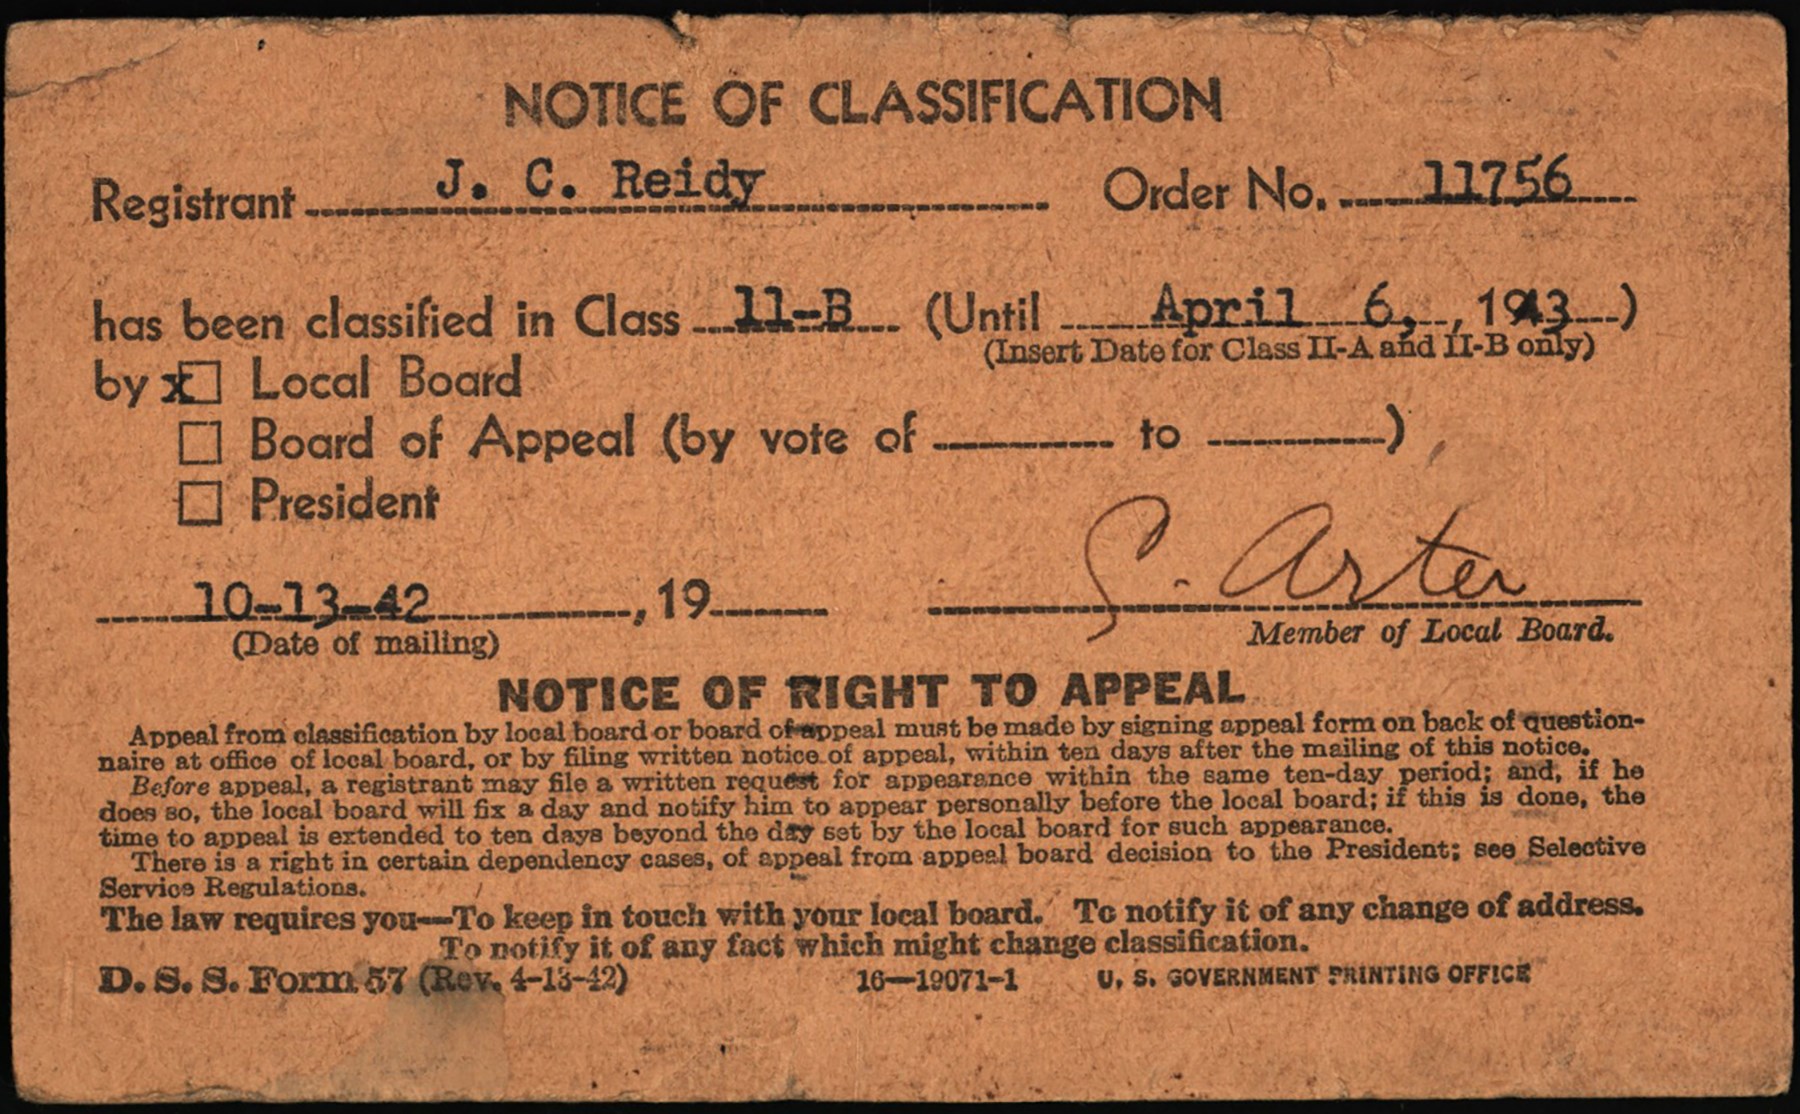 NOTICE OF CLASSIFICATION
Registrant J. C. Reidy Order No. 11756
has been classified in Class 11-B (Until April 6, , 1943)
(Insert Date for Class II-A and II-B only)
by x☐ Local Board
☐ Board of Appeal (by vote of ---------- to ----------)
☐ President
10-13-42 , 19
S. Arter
(Date of mailing) Member of Local Board.
NOTICE OF RIGHT TO APPEAL
Appeal from classification by local board or board of appeal must be made by signing appeal form on back of question-
naire at office of local board, or by filing written notice of appeal, within ten days after the mailing of this notice.
Before appeal, a registrant may file a written request for appearance within the same ten-day period; and, if he
does so, the local board will fix a day and notify him to appear personally before the local board; if this is done, the
time to appeal is extended to ten days beyond the day set by the local board for such appearance.
There is a right in certain dependency cases, of appeal from appeal board decision to the President; see Selective
Service Regulations.
The law requires you—To keep in touch with your local board. To notify it of any change of address.
To notify it of any fact which might change classification.
D. S. S. Form 57 (Rev. 4-13-42) 16—19071-1 U. S. GOVERNMENT PRINTING OFFICE